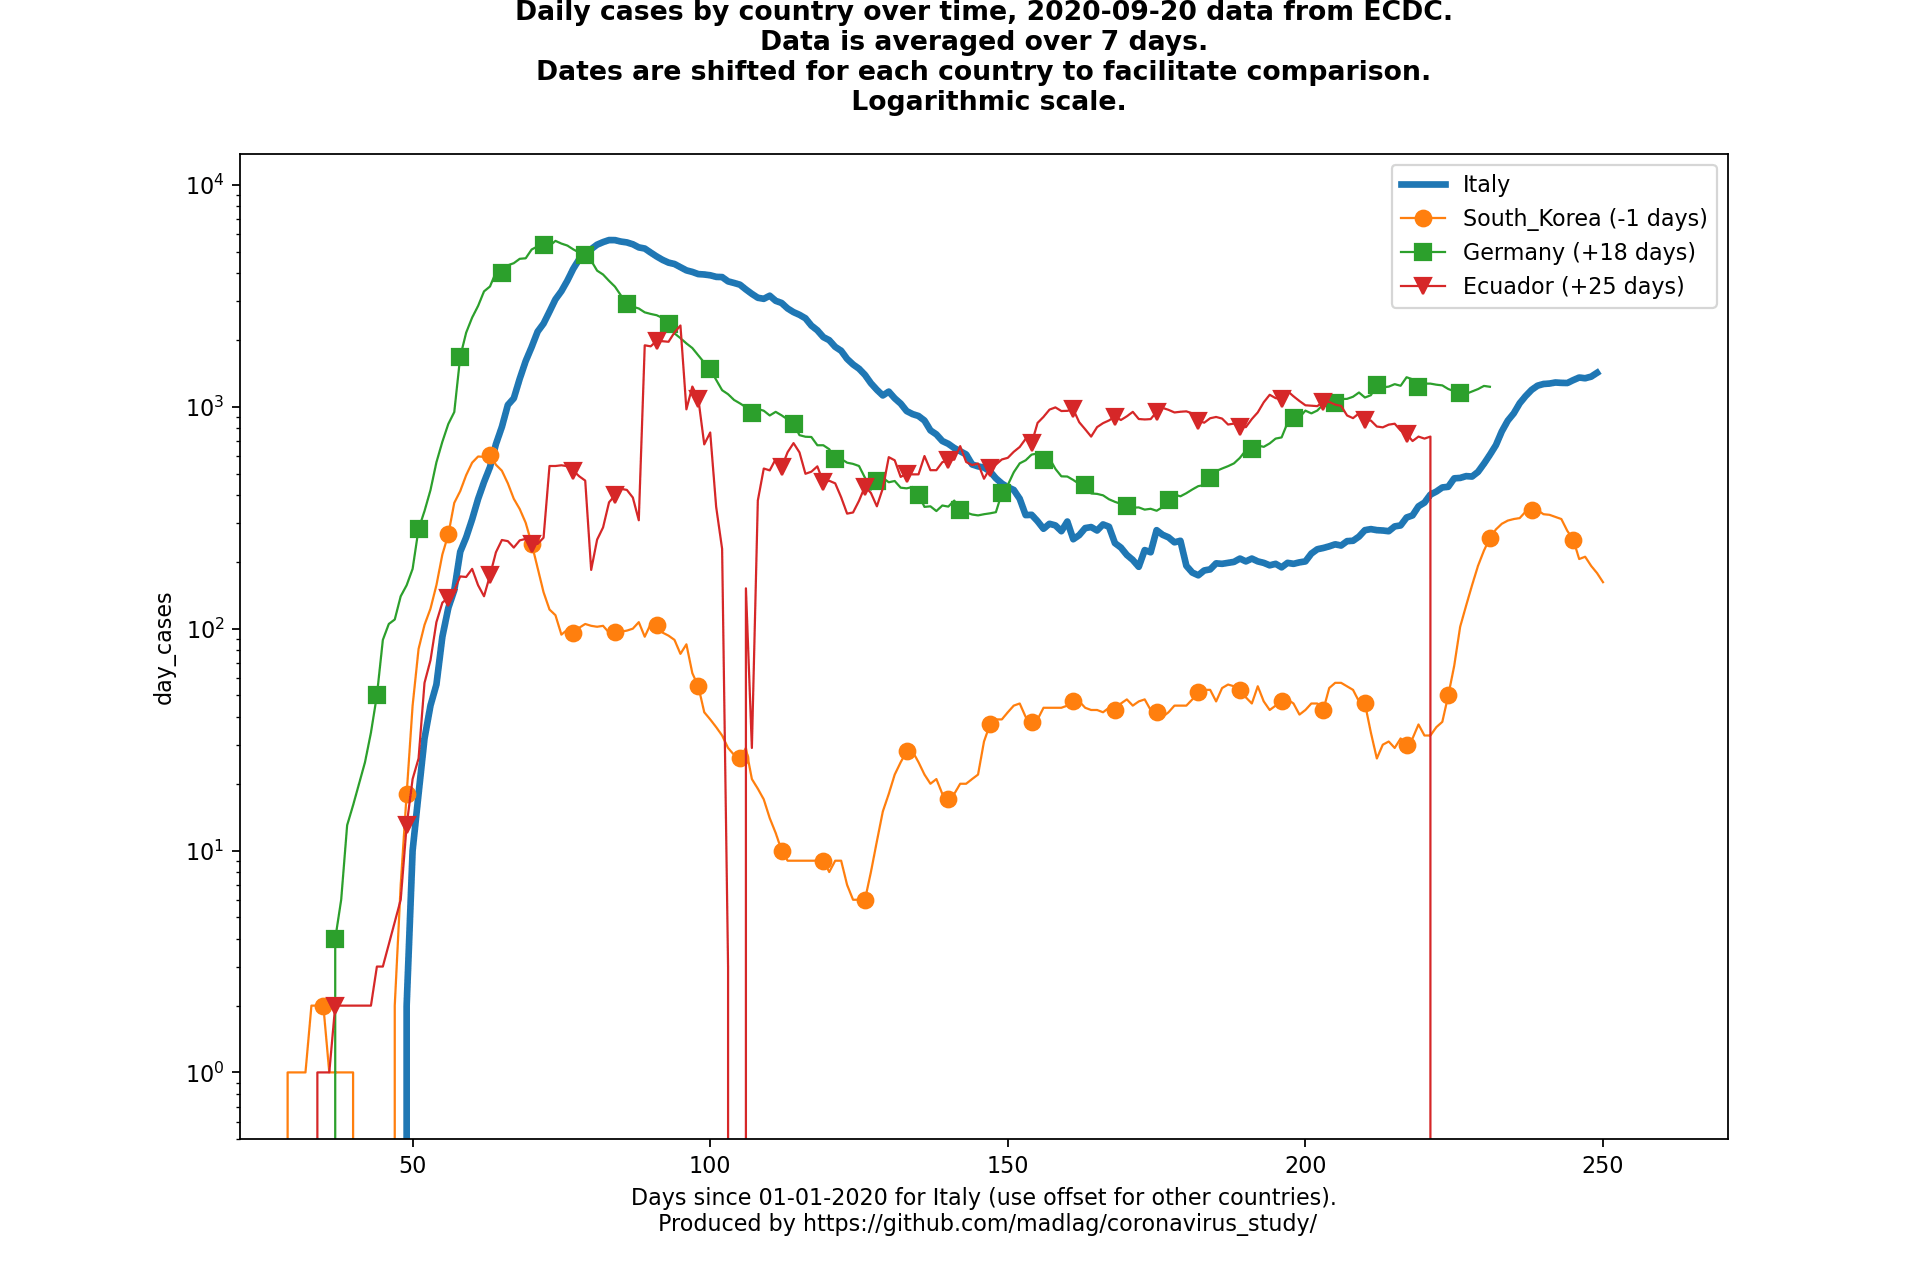 Daily cases by country over time, 2020-09-20 data from ECDC.
Data is averaged over 7 days.
Dates are shifted for each country to facilitate comparison.
Logarithmic scale.
Italy
South_Korea (-1 days)
Germany (+18 days)
Ecuador (+25 days)
day_cases
10⁴
10³
10²
10¹
10⁰
50 100 150 200 250
Days since 01-01-2020 for Italy (use offset for other countries).
Produced by https://github.com/madlag/coronavirus_study/